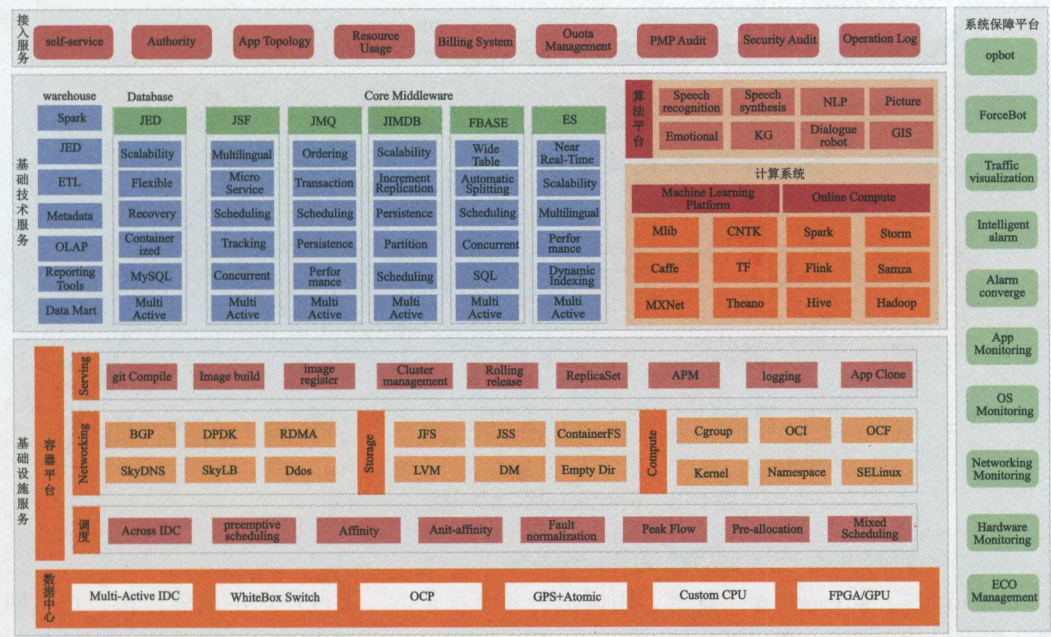 接入服务
self-service
Authority
App Topology
Resource
Usage
Billing System
Ouota
Management
PMP Audit
Security Audit
Operation Log
基础技术服务
warehouse
Spark
JED
ETL
Metadata
OLAP
Reporting
Tools
Data Mart
Database
JED
Scalability
Flexible
Recovery
Container
ized
MySQL
Multi
Active
Core Middleware
JSF
Multilingual
Micro
Service
Scheduling
Tracking
Concurrent
Multi
Active
JMQ
Ordering
Transaction
Scheduling
Persistence
Perfor
mance
Multi
Active
JIMDB
Scalability
Increment
Replication
Persistence
Partition
Scheduling
Multi
Active
FBASE
Wide
Table
Automatic
Splitting
Scheduling
Concurrent
SQL
Multi
Active
ES
Near
Real-Time
Scalability
Multilingual
Perfor
mance
Dynamic
Indexing
Multi
Active
算法平台
Speech
recognition
Speech
synthesis
NLP
Picture
Emotional
KG
Dialogue
robot
GIS
计算系统
Machine Learning
Platform
Online Compute
Mlib
CNTK
Spark
Storm
Caffe
TF
Flink
Samza
MXNet
Theano
Hive
Hadoop
基础设施服务
容器平台
Serving
git Compile
Image build
image
register
Cluster
management
Rolling
release
ReplicaSet
APM
logging
App Clone
Networking
BGP
DPDK
RDMA
SkyDNS
SkyLB
Ddos
Storage
JFS
JSS
ContainerFS
LVM
DM
Empty Dir
Compute
Cgroup
OCI
OCF
Kernel
Namespace
SELinux
调度
Across IDC
preemptive
scheduling
Affinity
Anit-affinity
Fault
normalization
Peak Flow
Pre-allocation
Mixed
Scheduling
数据中心
Multi-Active IDC
WhiteBox Switch
OCP
GPS+Atomic
Custom CPU
FPGA/GPU
系统保障平台
opbot
ForceBot
Traffic
visualization
Intelligent
alarm
Alarm
converge
App
Monitoring
OS
Monitoring
Networking
Monitoring
Hardware
Monitoring
ECO
Management